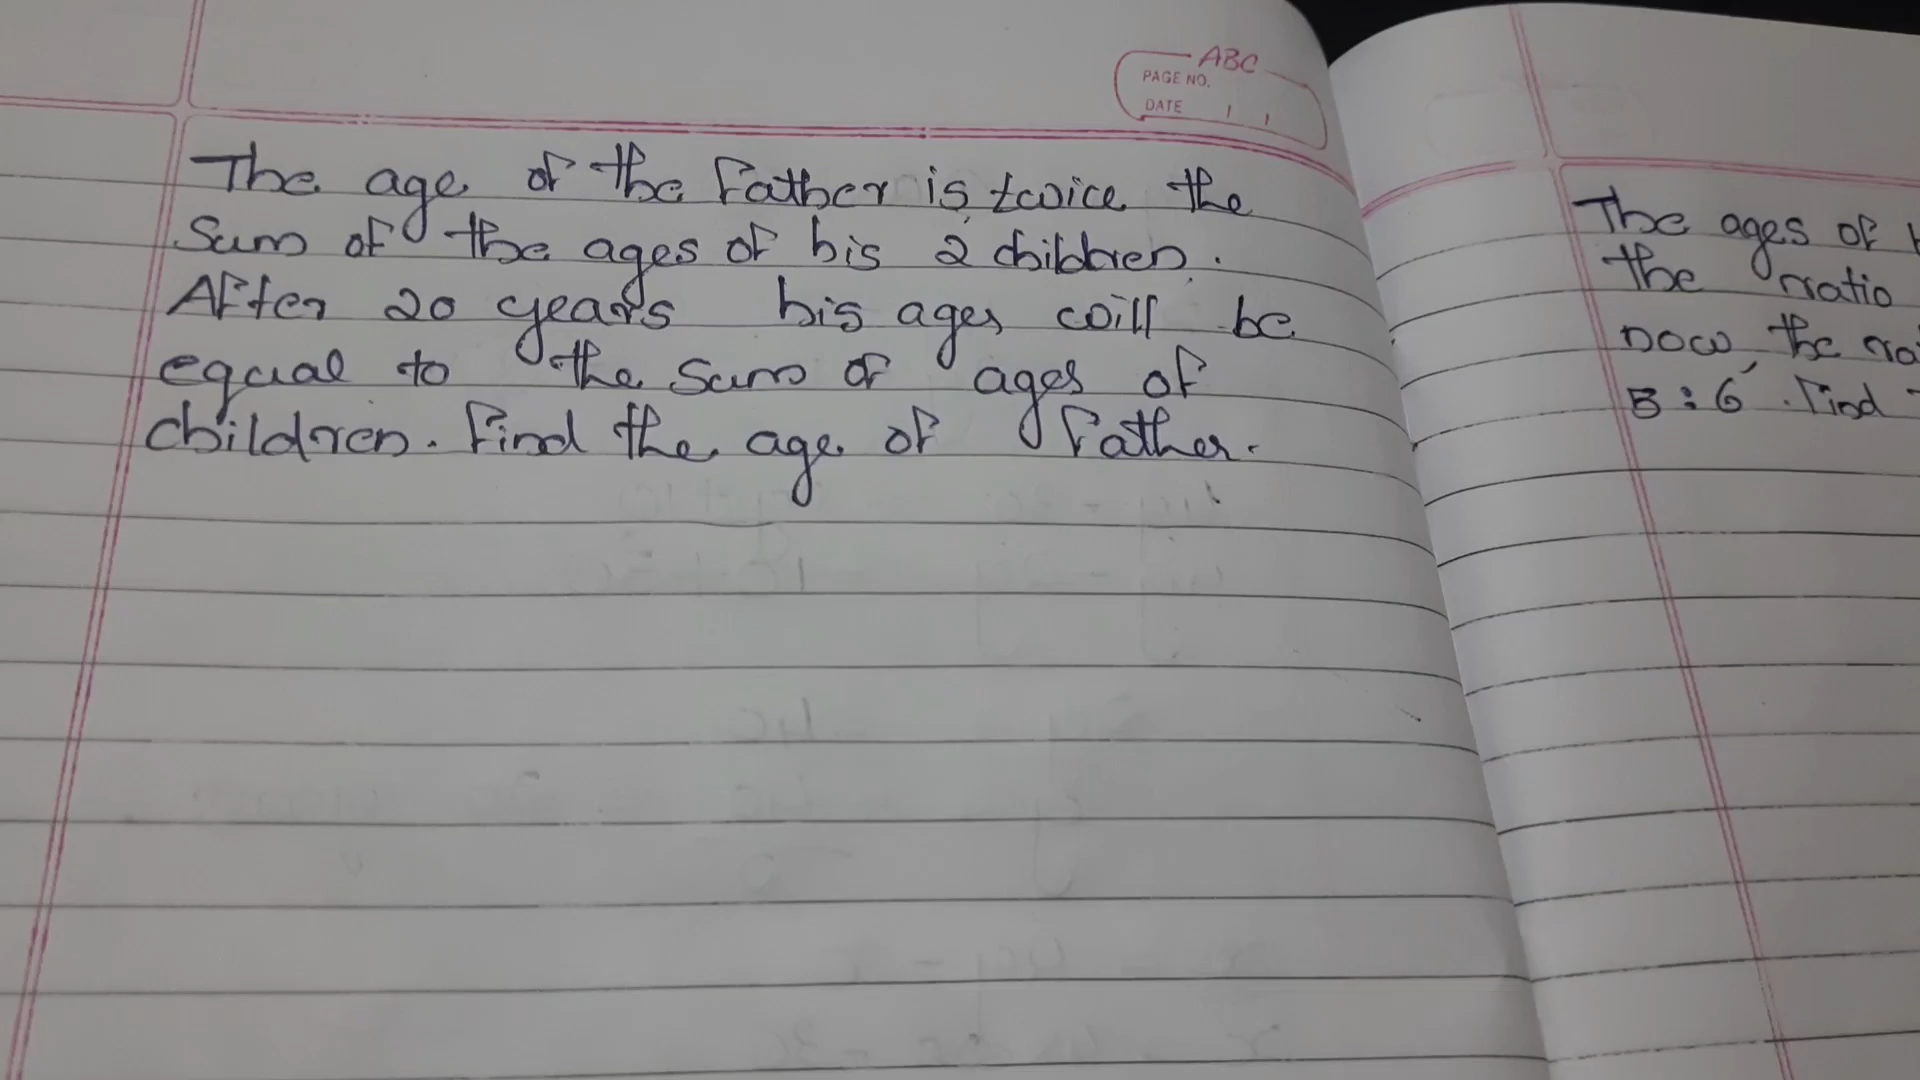 ABC
PAGE NO.
DATE / /
The age of the father is twice the
Sum of the ages of his 2 children.
After 20 years his ages will be
equal to the sum of ages of
children. Find the age of father.
The ages of
the ratio
now, the
5:6. Find